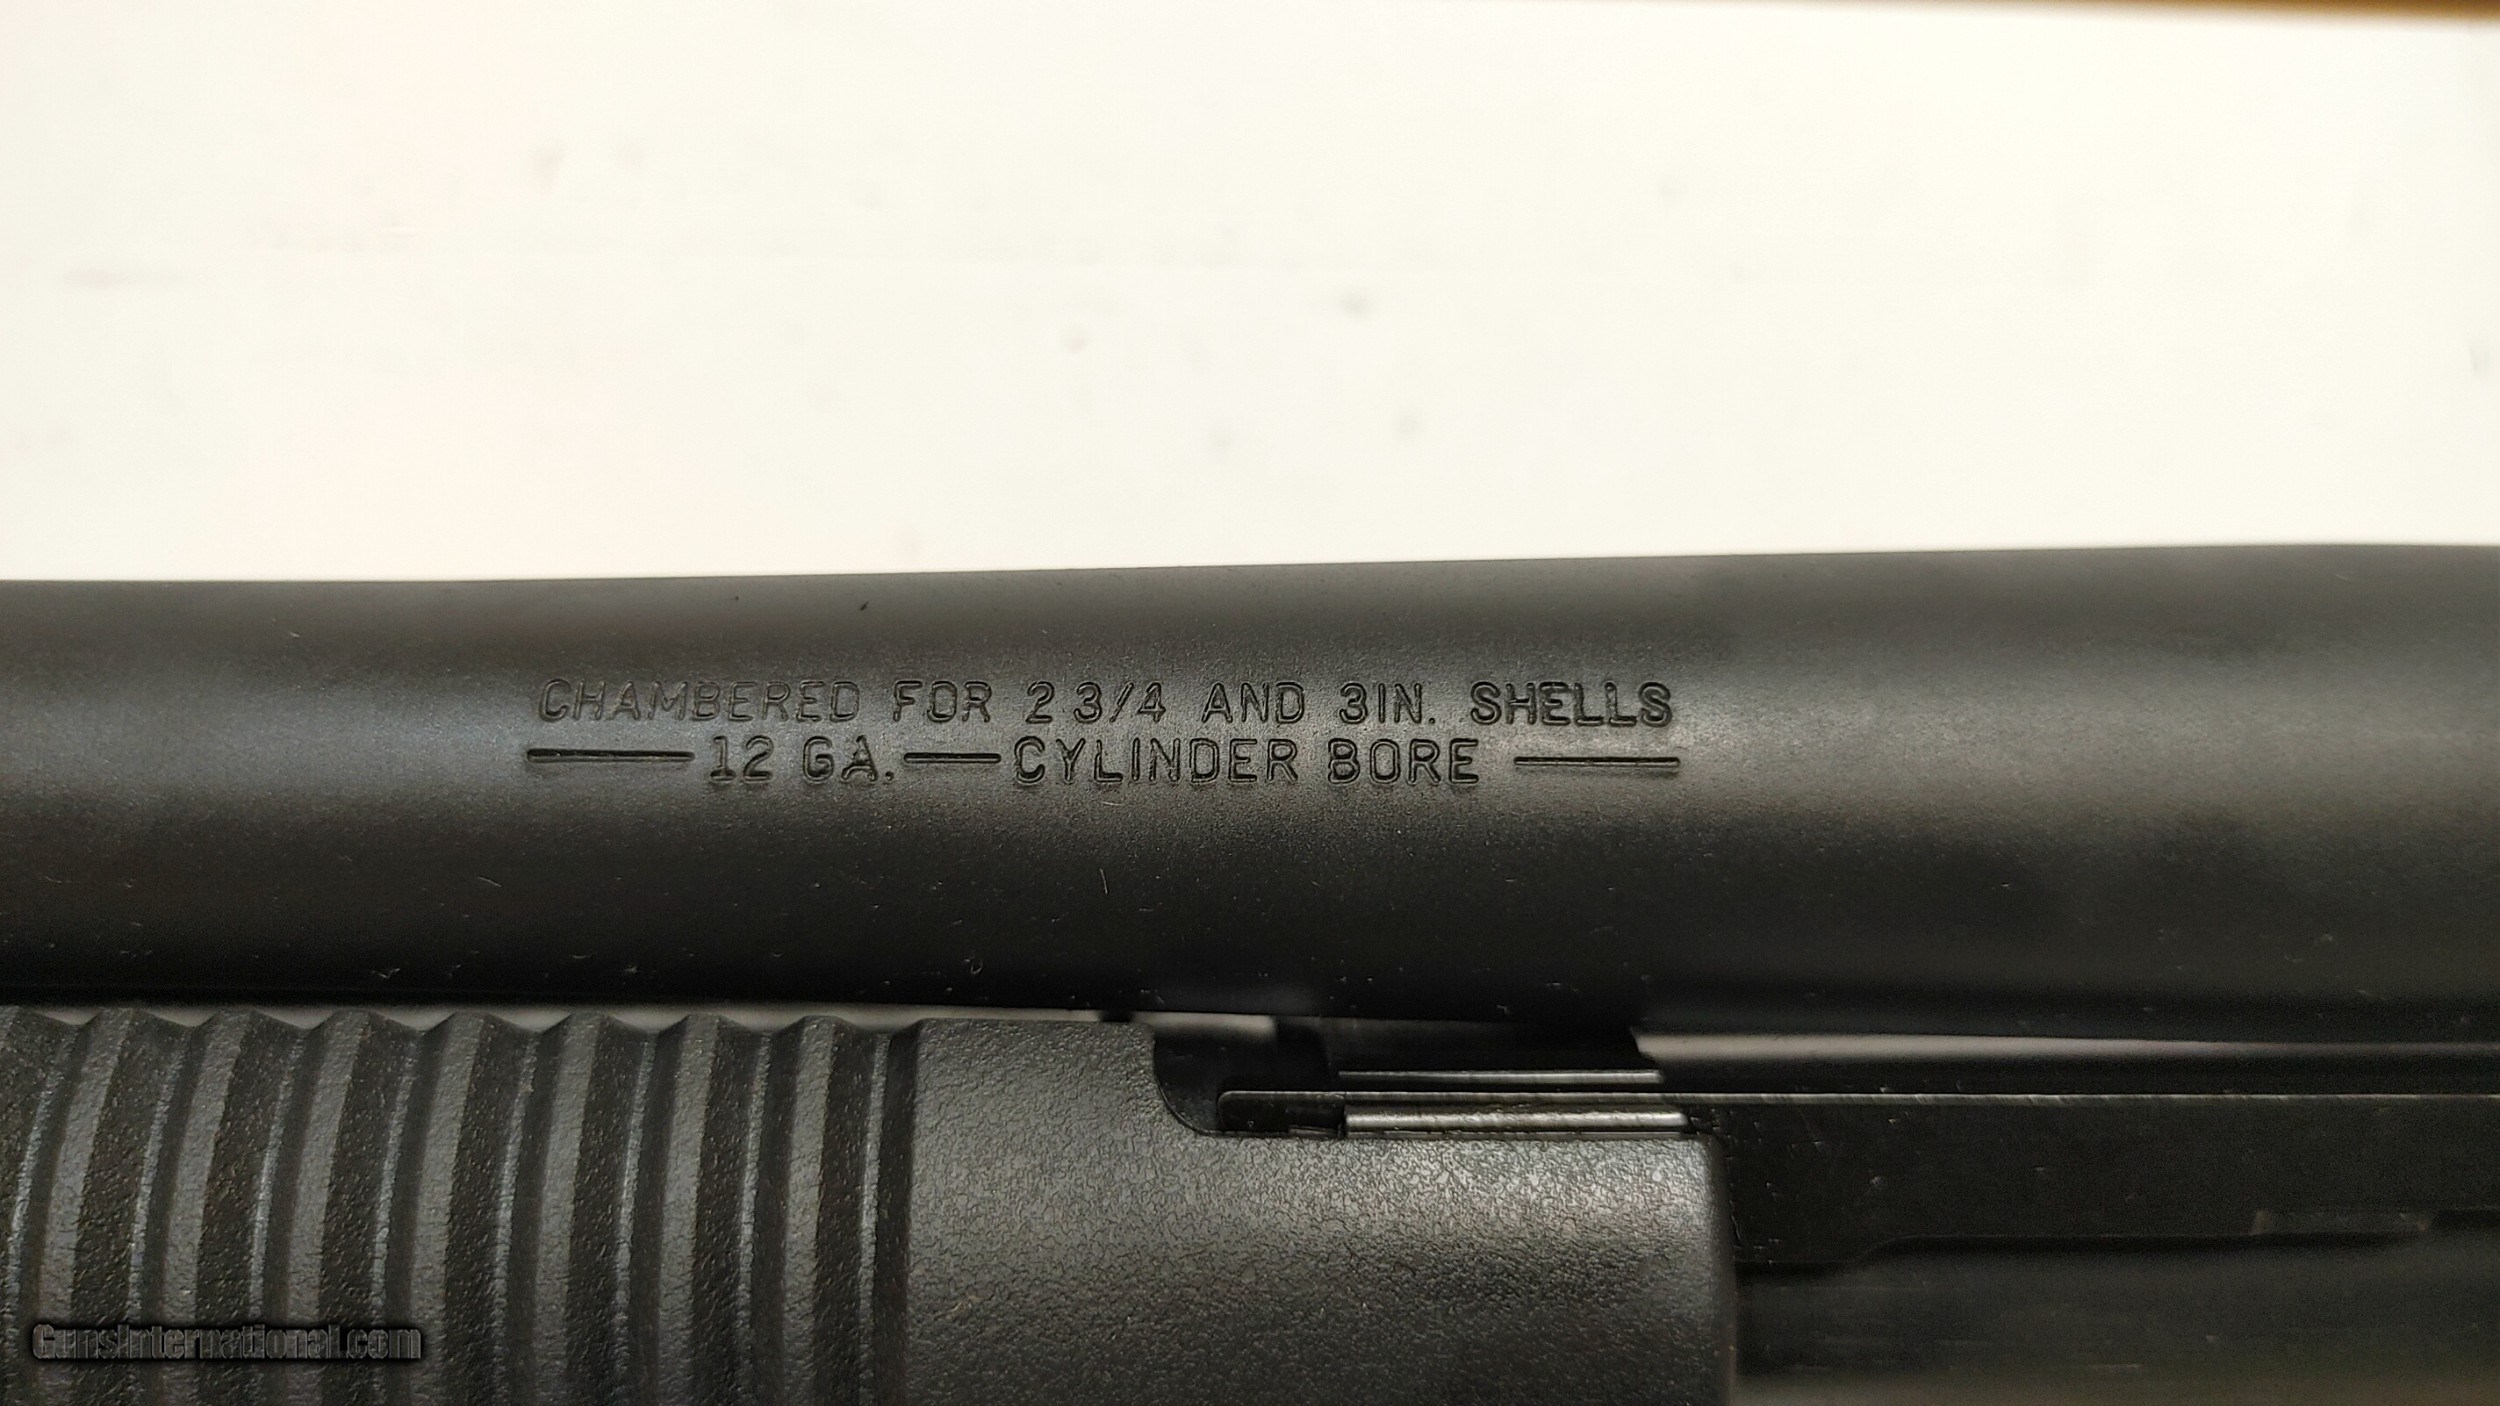 CHAMBERED FOR 2 3/4 AND 3IN. SHELLS
—12 GA.—CYLINDER BORE—
GunsInternational.com